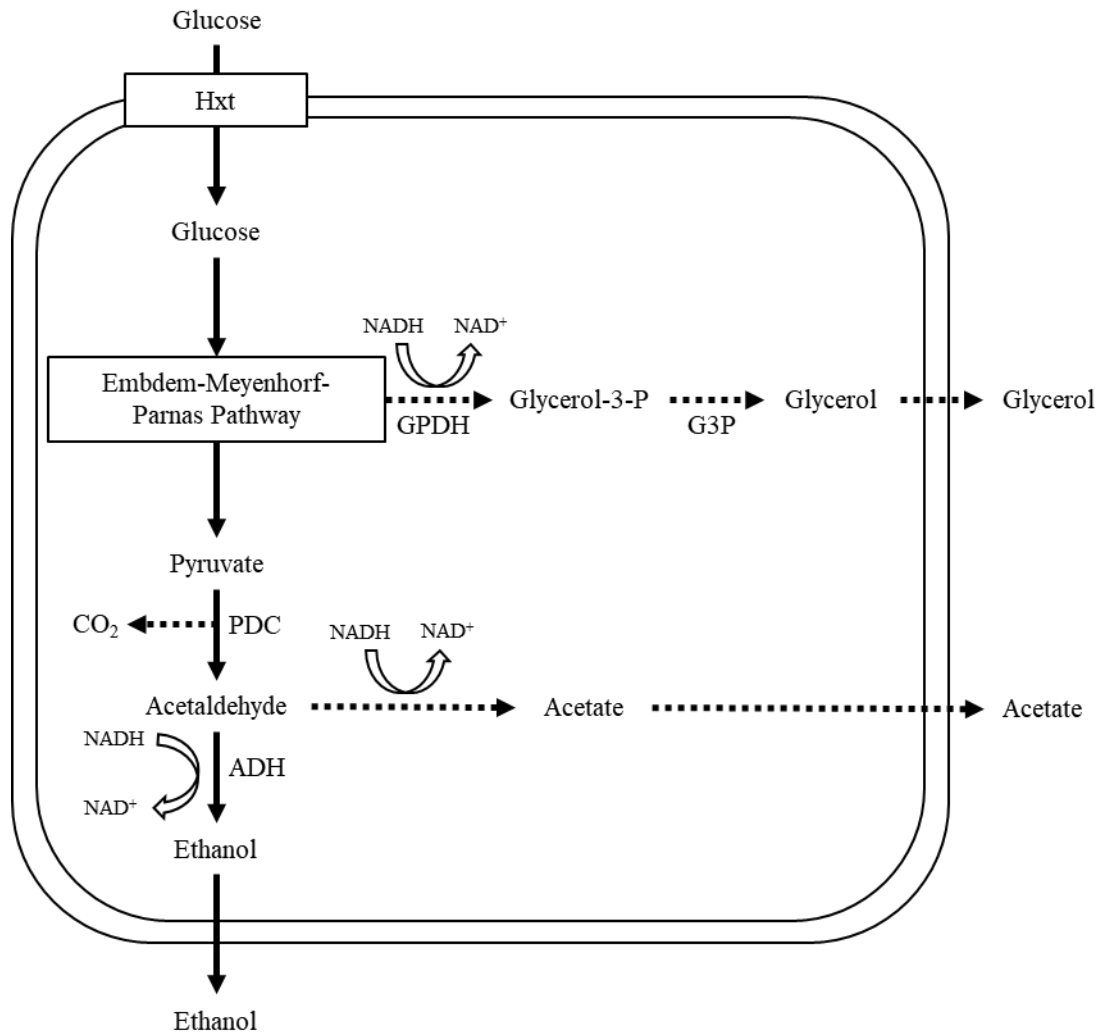 Glucose
Hxt
Glucose
NADH
NAD⁺
Embdem-Meyenhorf-
Parnas Pathway
GPDH
Glycerol-3-P
G3P
Glycerol
Glycerol
Pyruvate
CO₂
PDC
NADH
NAD⁺
Acetaldehyde
Acetate
Acetate
NADH
ADH
NAD⁺
Ethanol
Ethanol